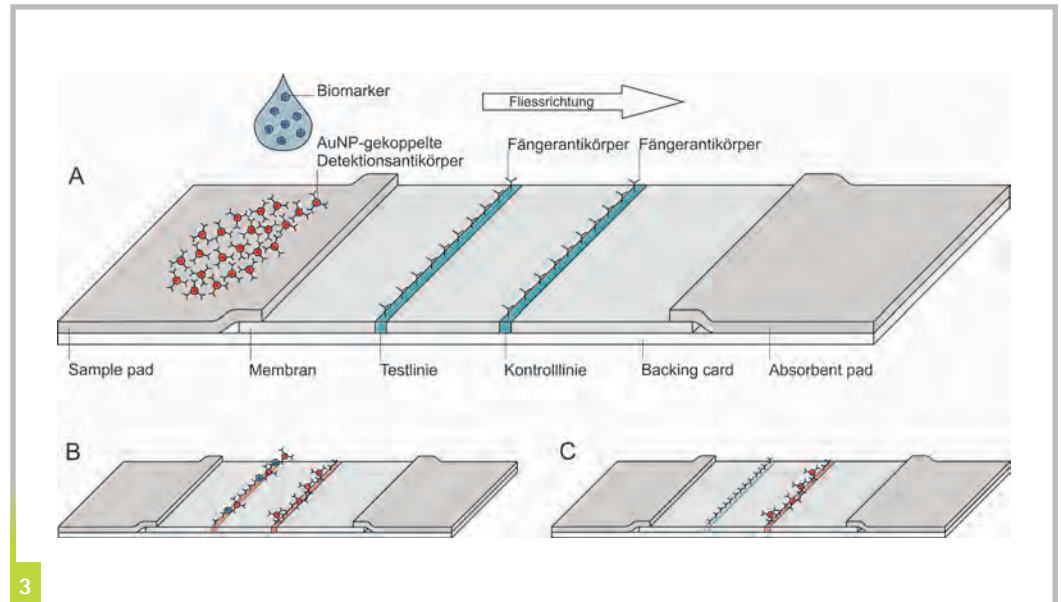 Biomarker
Fliessrichtung
AuNP-gekoppelte
Detektionsantikörper
Fängerantikörper Fängerantikörper
A
Sample pad Membran Testlinie Kontrolllinie Backing card Absorbent pad
B C
3